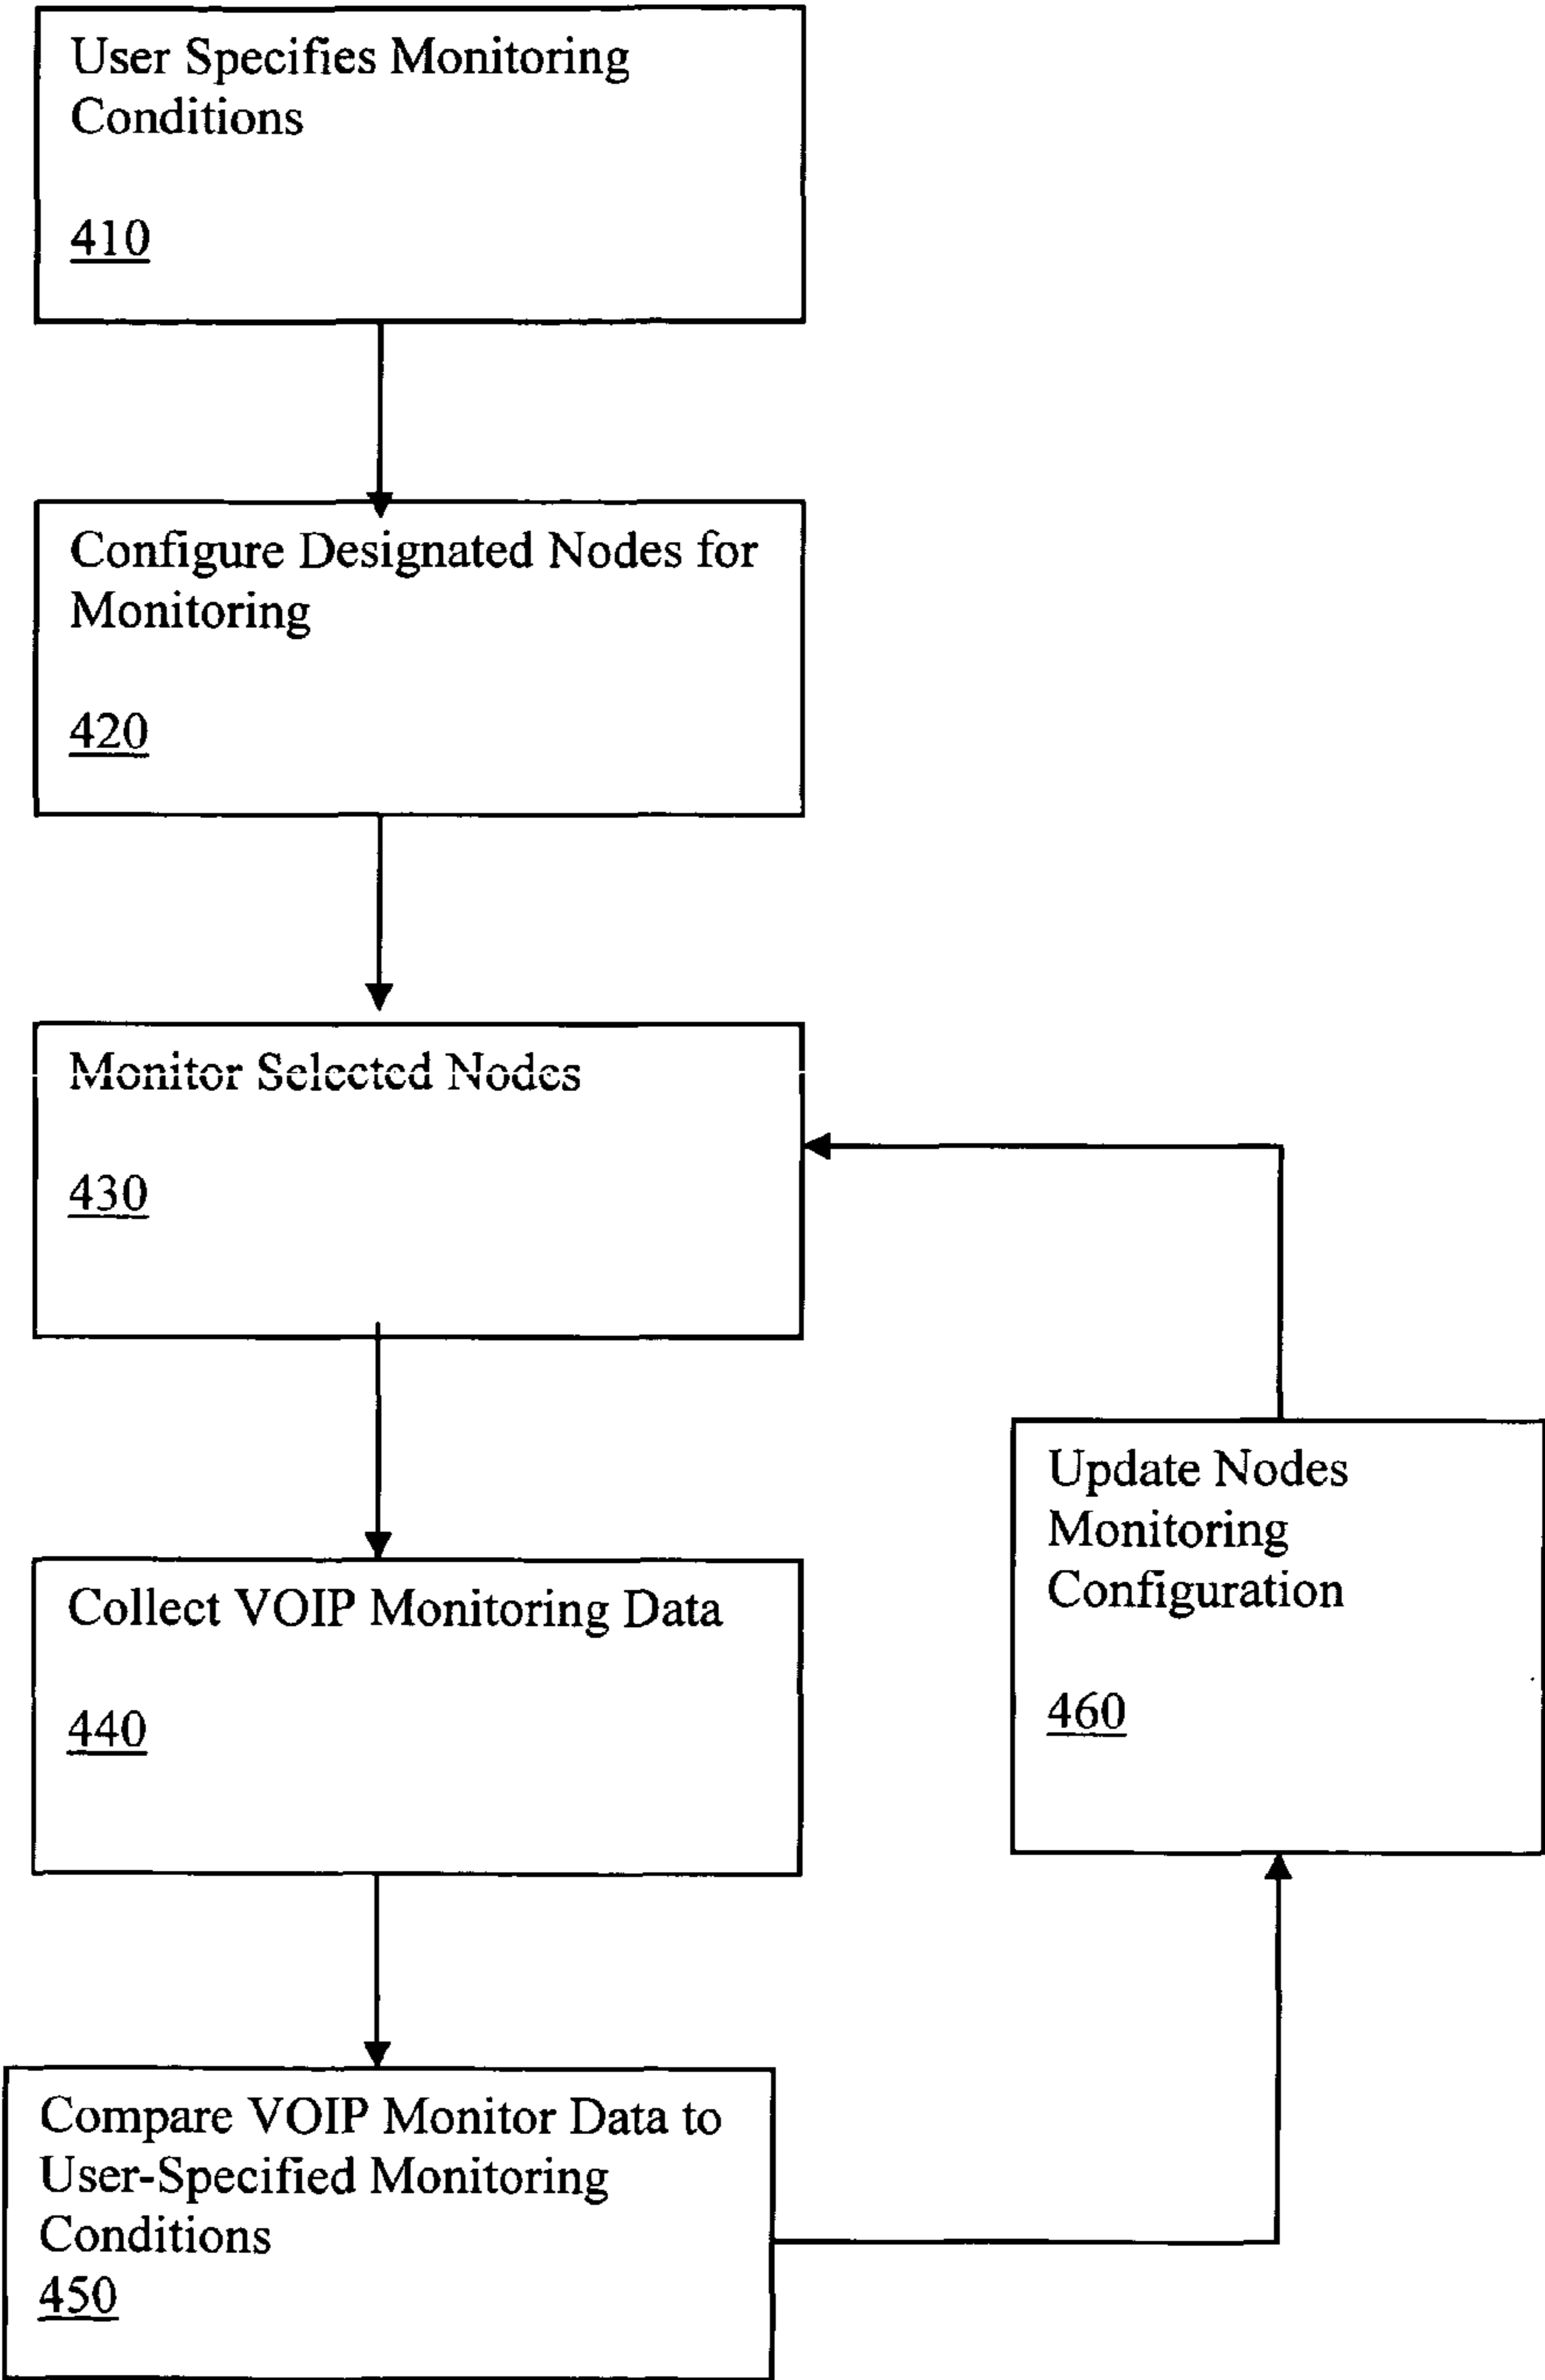 User Specifies Monitoring
Conditions
410
Configure Designated Nodes for
Monitoring
420
Monitor Selected Nodes
430
Collect VOIP Monitoring Data
440
Compare VOIP Monitor Data to
User-Specified Monitoring
Conditions
450
Update Nodes
Monitoring
Configuration
460